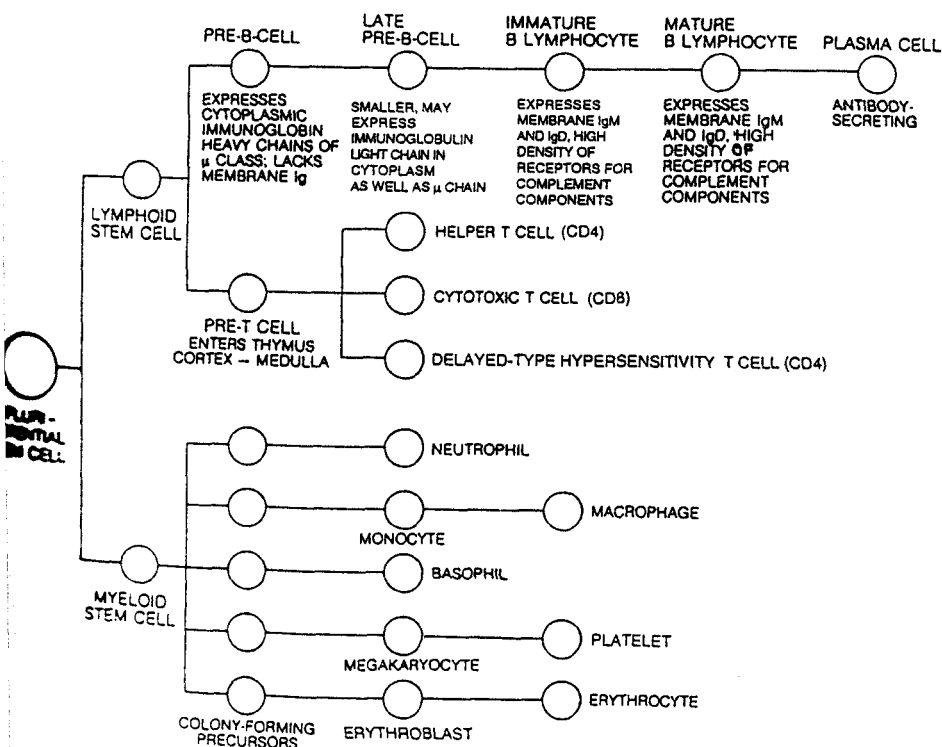 PRE-B-CELL
EXPRESSES
CYTOPLASMIC
IMMUNOGLOBIN
HEAVY CHAINS OF
μ CLASS; LACKS
MEMBRANE Ig
LATE
PRE-B-CELL
SMALLER, MAY
EXPRESS
IMMUNOGLOBULIN
LIGHT CHAIN IN
CYTOPLASM
AS WELL AS μ CHAIN
IMMATURE
B LYMPHOCYTE
EXPRESSES
MEMBRANE IgM
AND IgD, HIGH
DENSITY OF
RECEPTORS FOR
COMPLEMENT
COMPONENTS
MATURE
B LYMPHOCYTE
EXPRESSES
MEMBRANE IgM
AND IgD, HIGH
DENSITY OF
RECEPTORS FOR
COMPLEMENT
COMPONENTS
PLASMA CELL
ANTIBODY-
SECRETING
LYMPHOID
STEM CELL
HELPER T CELL (CD4)
CYTOTOXIC T CELL (CD8)
PRE-T CELL
ENTERS THYMUS
CORTEX – MEDULLA
DELAYED-TYPE HYPERSENSITIVITY T CELL (CD4)
PLURI-
CELL
NEUTROPHIL
MACROPHAGE
MONOCYTE
BASOPHIL
MYELOID
STEM CELL
PLATELET
MEGAKARYOCYTE
ERYTHROCYTE
COLONY-FORMING
PRECURSORS
ERYTHROBLAST